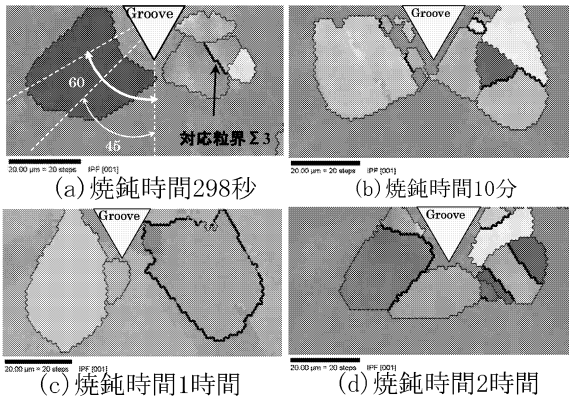 Groove
60
45
対応粒界Σ3
20.00 µm = 20 steps IPF [001]
(a)焼鈍時間298秒
Groove
20.00 µm = 20 steps IPF [001]
(b)焼鈍時間10分
Groove
20.00 µm = 20 steps IPF [001]
(c)焼鈍時間1時間
Groove
20.00 µm = 20 steps IPF [001]
(d)焼鈍時間2時間